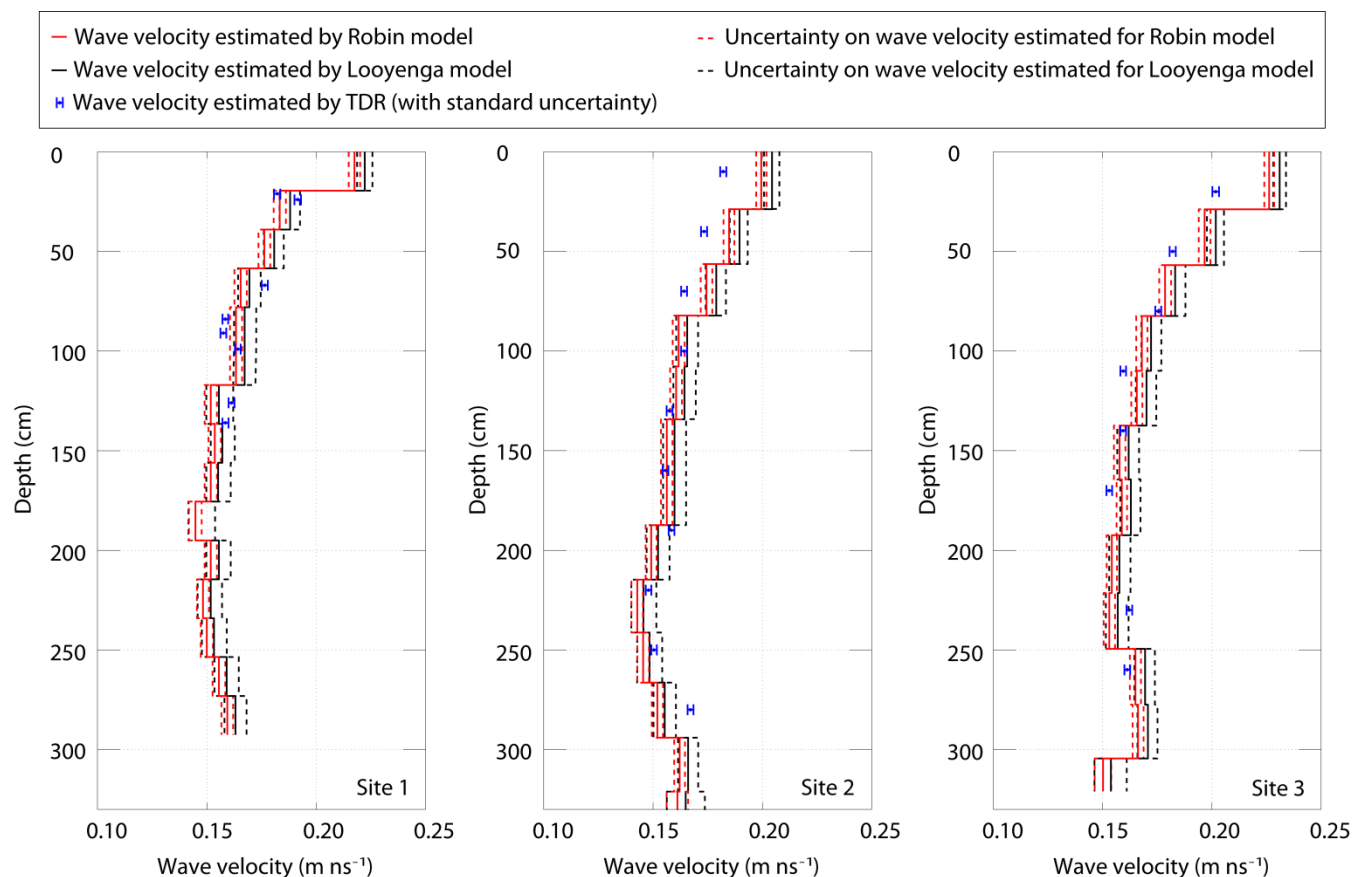 Wave velocity estimated by Robin model
Uncertainty on wave velocity estimated for Robin model
Wave velocity estimated by Looyenga model
Uncertainty on wave velocity estimated for Looyenga model
Wave velocity estimated by TDR (with standard uncertainty)
0
50
100
150
200
250
300
Depth (cm)
Site 1
0.10 0.15 0.20 0.25
Wave velocity (m ns⁻¹)
0
50
100
150
200
250
300
Depth (cm)
Site 2
0.10 0.15 0.20 0.25
Wave velocity (m ns⁻¹)
0
50
100
150
200
250
300
Depth (cm)
Site 3
0.10 0.15 0.20 0.25
Wave velocity (m ns⁻¹)